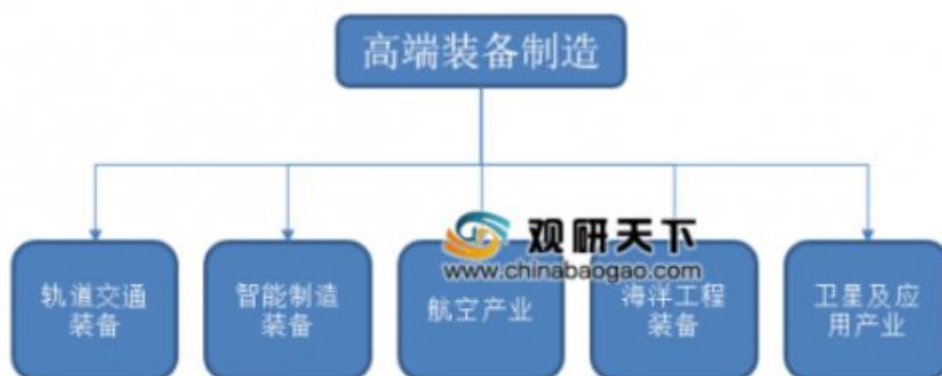 高端装备制造
观研天下
www.chinabaogao.com
轨道交通
装备
智能制造
装备
航空产业
海洋工程
装备
卫星及应
用产业